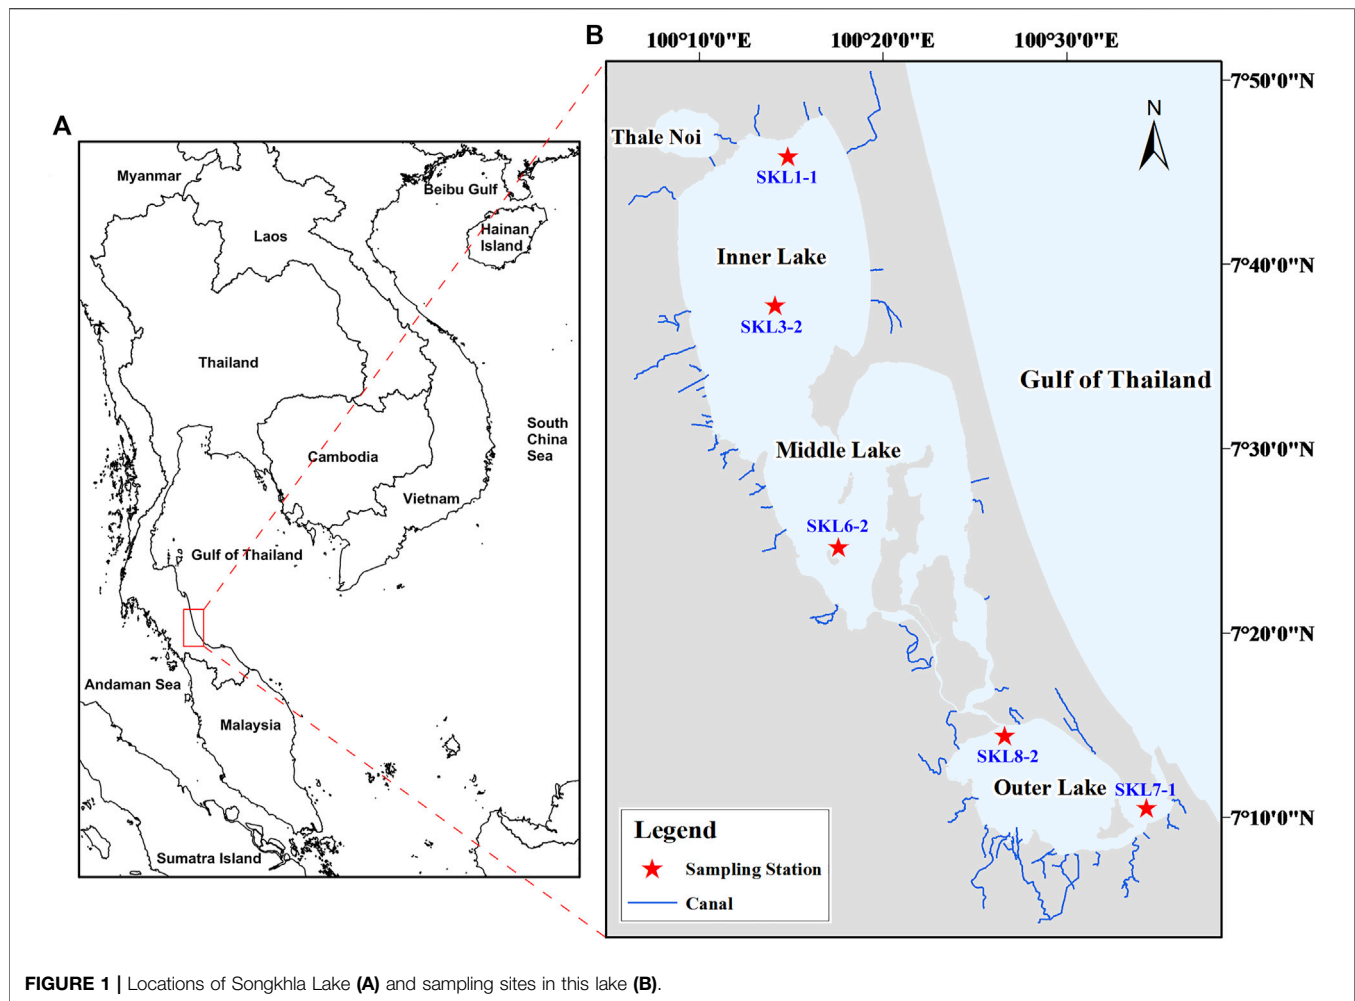 A
Myanmar
Beibu Gulf
Laos
Hainan
Island
Thailand
South
China
Sea
Cambodia
Vietnam
Gulf of Thailand
Andaman Sea
Malaysia
Sumatra Island
B
100°10'0"E
100°20'0"E
100°30'0"E
7°50'0"N
N
Thale Noi
SKL1-1
Inner Lake
7°40'0"N
SKL3-2
Gulf of Thailand
Middle Lake
7°30'0"N
SKL6-2
7°20'0"N
SKL8-2
Outer Lake
SKL7-1
7°10'0"N
Legend
Sampling Station
Canal
FIGURE 1 | Locations of Songkhla Lake (A) and sampling sites in this lake (B).